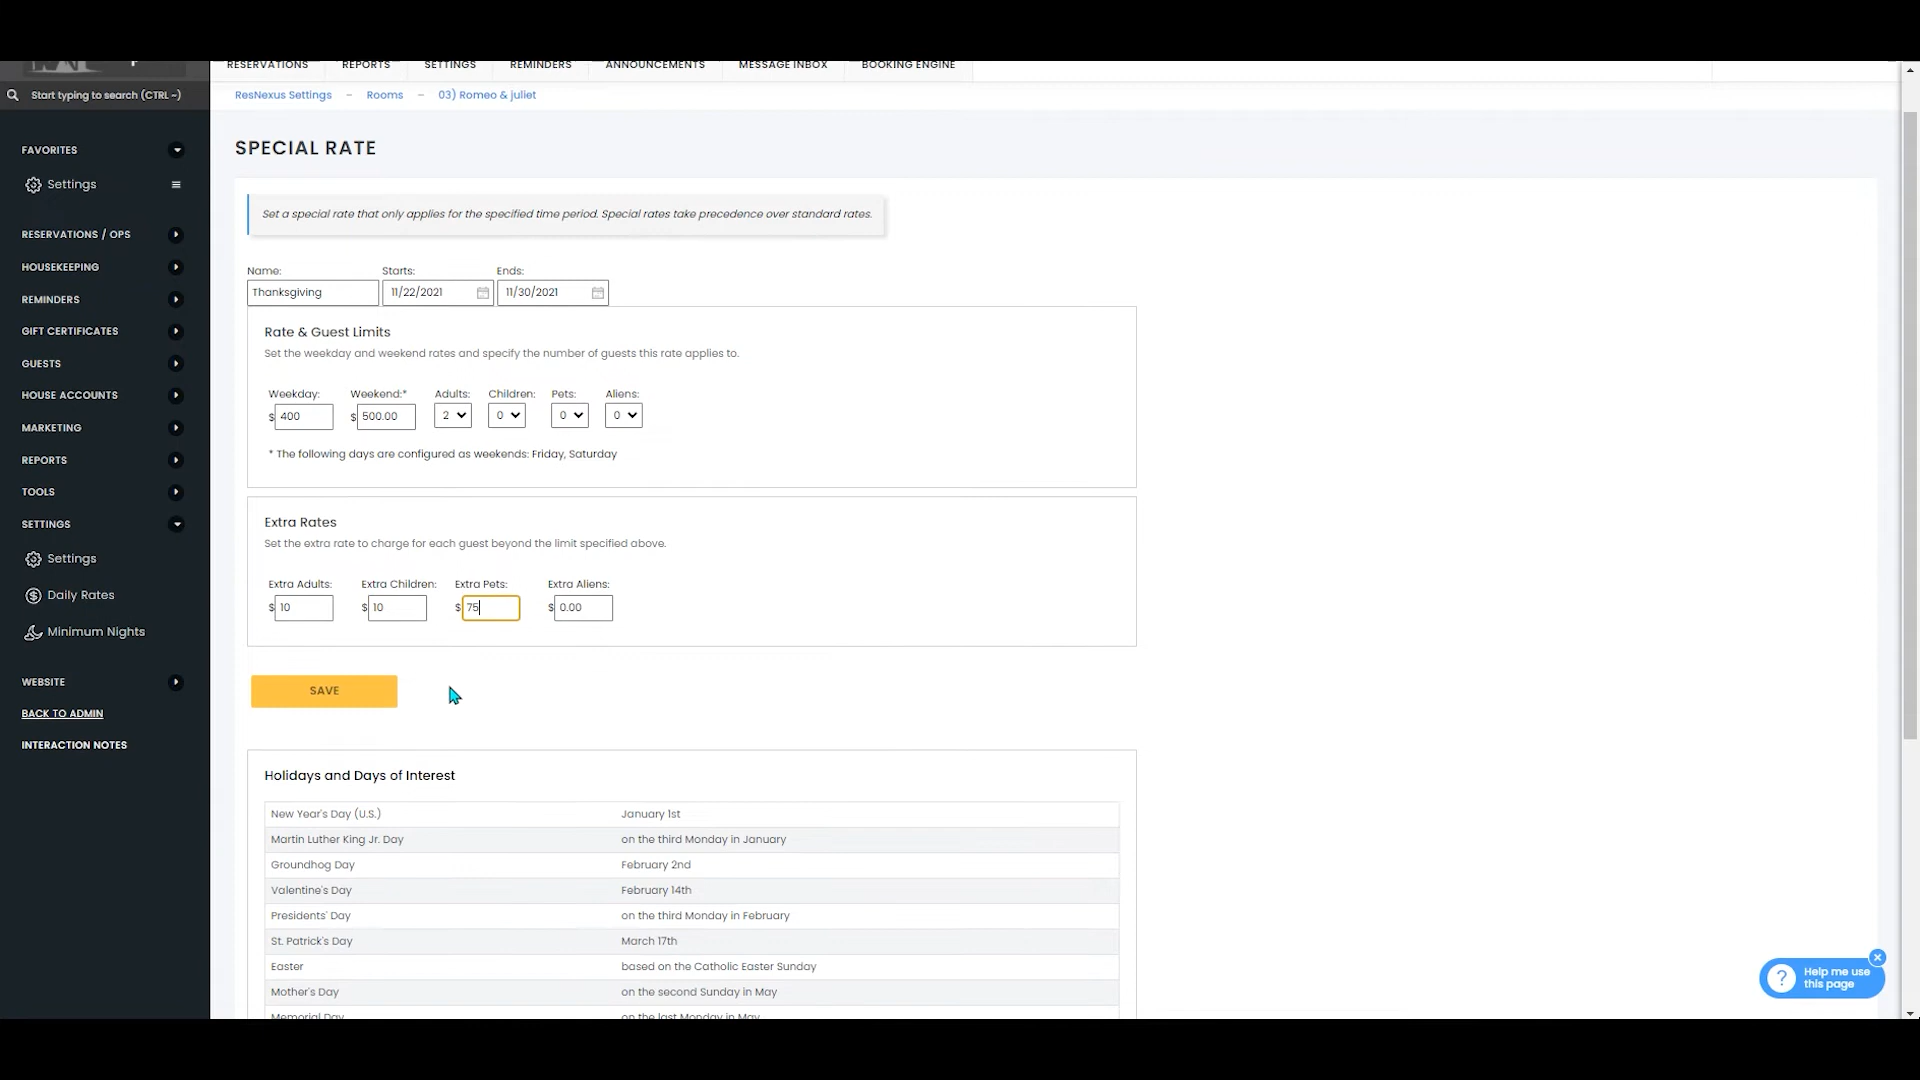 RESERVATIONS REPORTS SETTINGS REMINDERS ANNOUNCEMENTS MESSAGE INBOX BOOKING ENGINE
Start typing to search (CTRL ~)
ResNexus Settings – Rooms – 03) Romeo & juliet
FAVORITES
Settings
RESERVATIONS / OPS
HOUSEKEEPING
REMINDERS
GIFT CERTIFICATES
GUESTS
HOUSE ACCOUNTS
MARKETING
REPORTS
TOOLS
SETTINGS
Settings
Daily Rates
Minimum Nights
WEBSITE
BACK TO ADMIN
INTERACTION NOTES
SPECIAL RATE
Set a special rate that only applies for the specified time period. Special rates take precedence over standard rates.
Name: Starts: Ends:
Thanksgiving 11/22/2021 11/30/2021
Rate & Guest Limits
Set the weekday and weekend rates and specify the number of guests this rate applies to.
Weekday: Weekend:* Adults: Children: Pets: Aliens:
$ 400 $ 500.00 2 0 0 0
* The following days are configured as weekends: Friday, Saturday
Extra Rates
Set the extra rate to charge for each guest beyond the limit specified above.
Extra Adults: Extra Children: Extra Pets: Extra Aliens:
$ 10 $ 10 $ 75 $ 0.00
SAVE
Holidays and Days of Interest
New Year's Day (U.S.) January 1st
Martin Luther King Jr. Day on the third Monday in January
Groundhog Day February 2nd
Valentine's Day February 14th
Presidents' Day on the third Monday in February
St. Patrick's Day March 17th
Easter based on the Catholic Easter Sunday
Mother's Day on the second Sunday in May
Memorial Day on the last Monday in May
? Help me use
this page